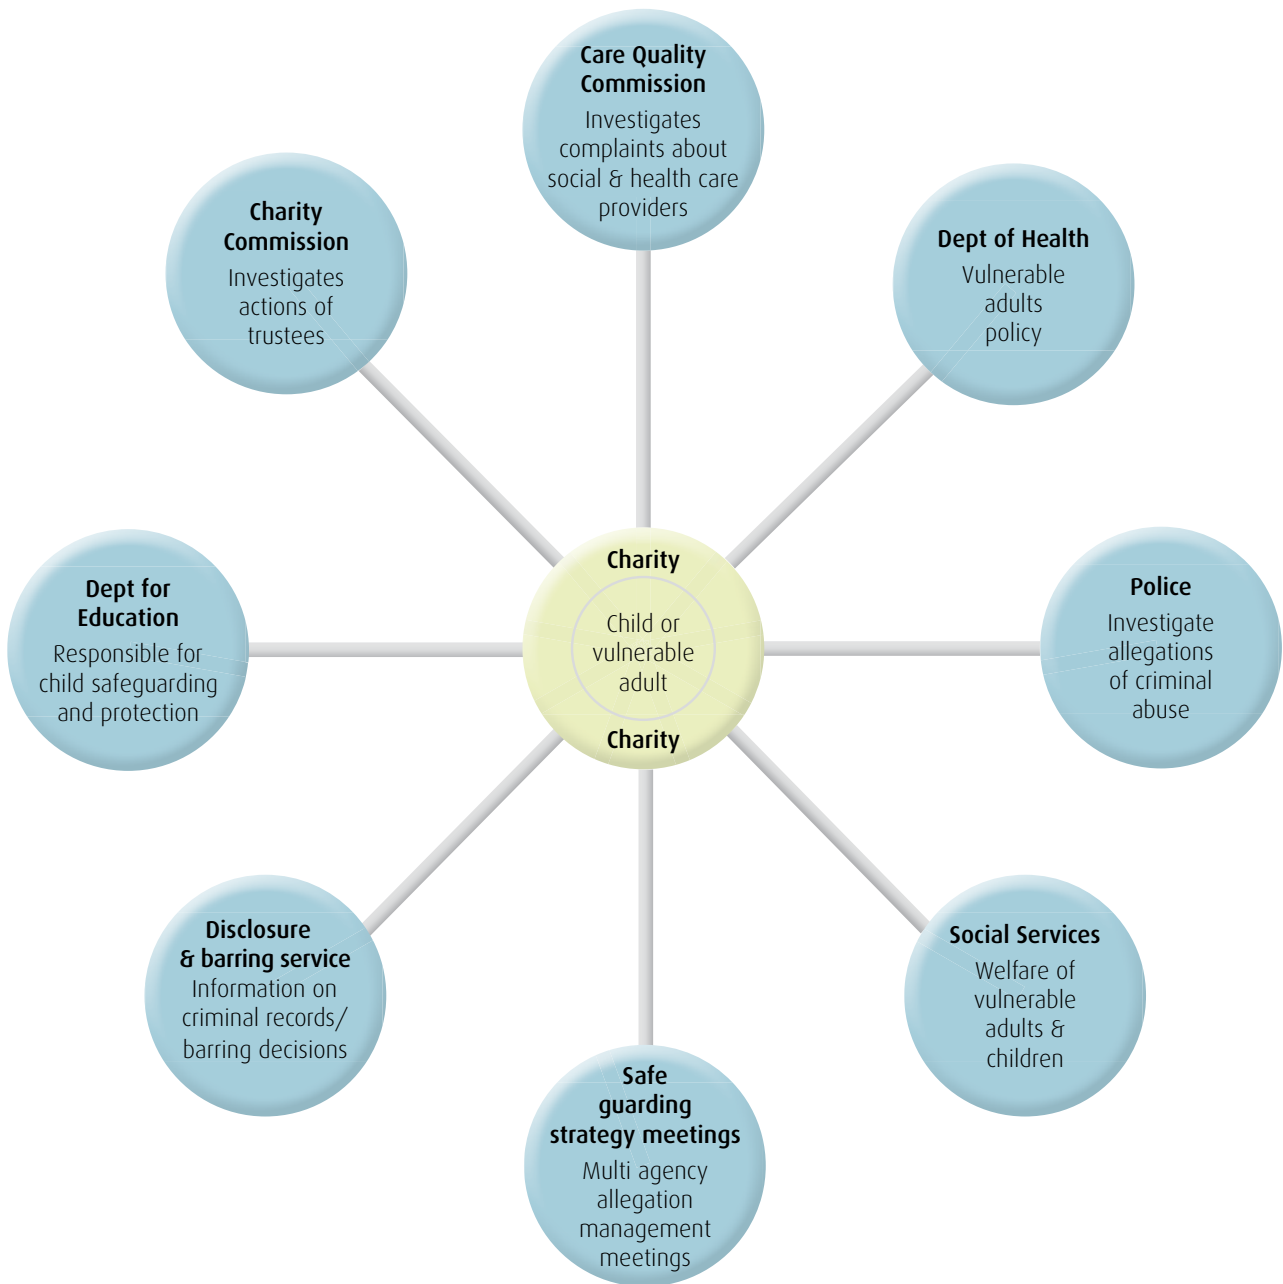 Care Quality
Commission
Investigates
complaints about
social & health care
providers
Charity
Commission
Investigates
actions of
trustees
Dept of Health
Vulnerable
adults
policy
Dept for
Education
Responsible for
child safeguarding
and protection
Charity
Child or
vulnerable
adult
Charity
Police
Investigate
allegations
of criminal
abuse
Disclosure
& barring service
Information on
criminal records/
barring decisions
Social Services
Welfare of
vulnerable
adults &
children
Safe
guarding
strategy meetings
Multi agency
allegation
management
meetings